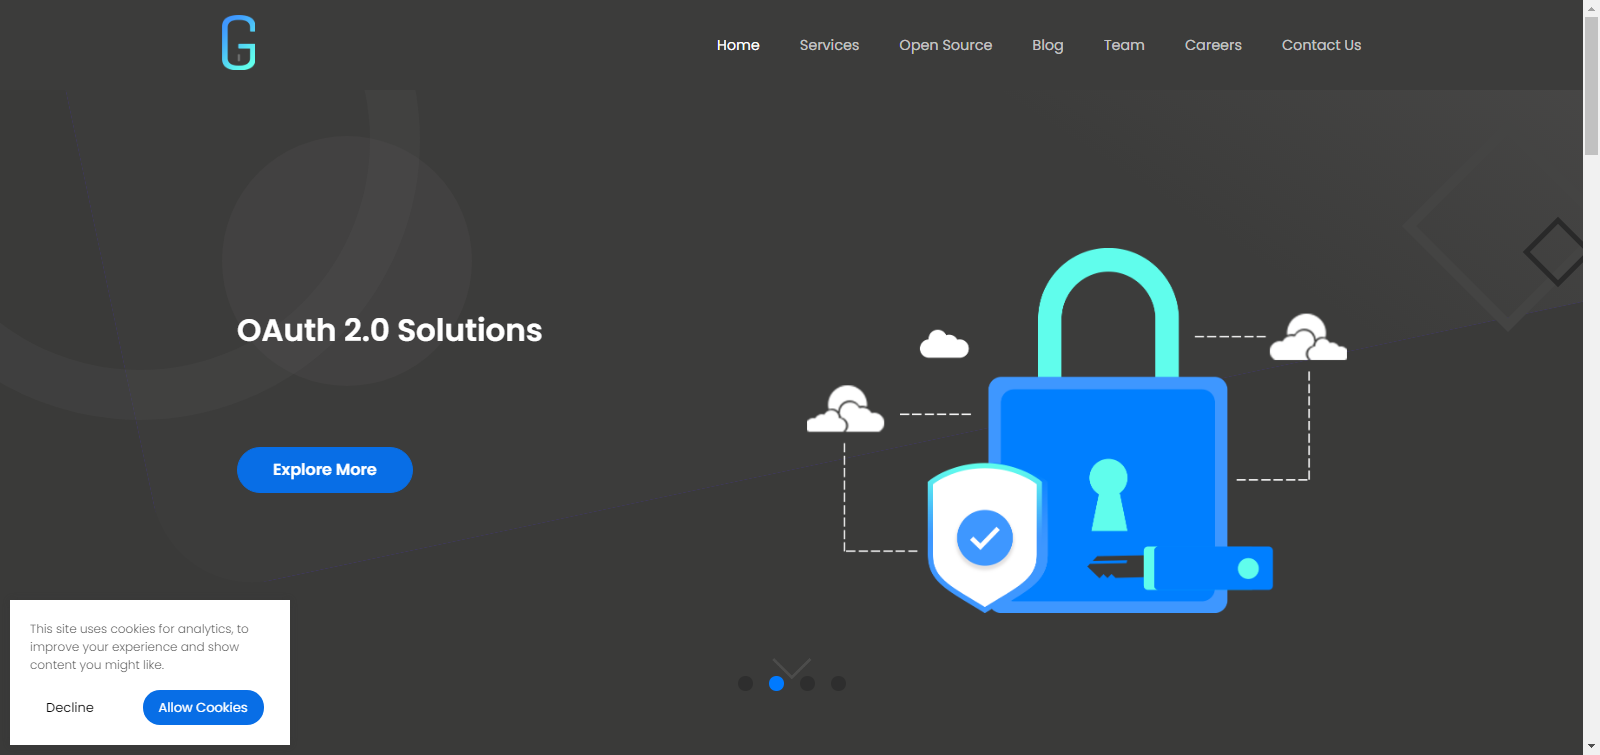 G
Home Services Open Source Blog Team Careers Contact Us
OAuth 2.0 Solutions
Explore More
This site uses cookies for analytics, to
improve your experience and show
content you might like.
Decline Allow Cookies